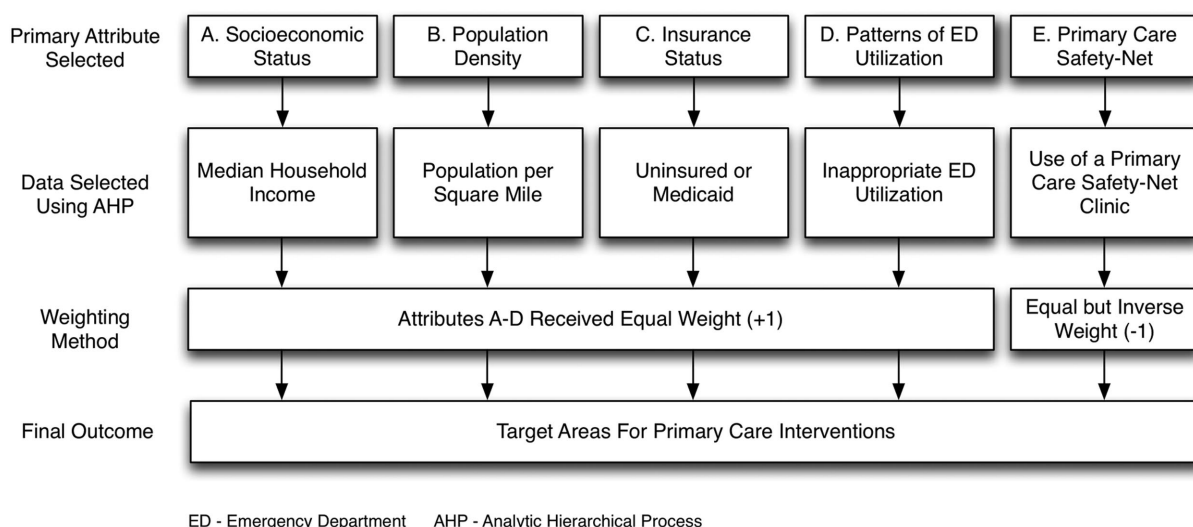 Primary Attribute
Selected
A. Socioeconomic
Status
B. Population
Density
C. Insurance
Status
D. Patterns of ED
Utilization
E. Primary Care
Safety-Net
Data Selected
Using AHP
Median Household
Income
Population per
Square Mile
Uninsured or
Medicaid
Inappropriate ED
Utilization
Use of a Primary
Care Safety-Net
Clinic
Weighting
Method
Attributes A-D Received Equal Weight (+1)
Equal but Inverse
Weight (-1)
Final Outcome
Target Areas For Primary Care Interventions
ED - Emergency Department AHP - Analytic Hierarchical Process